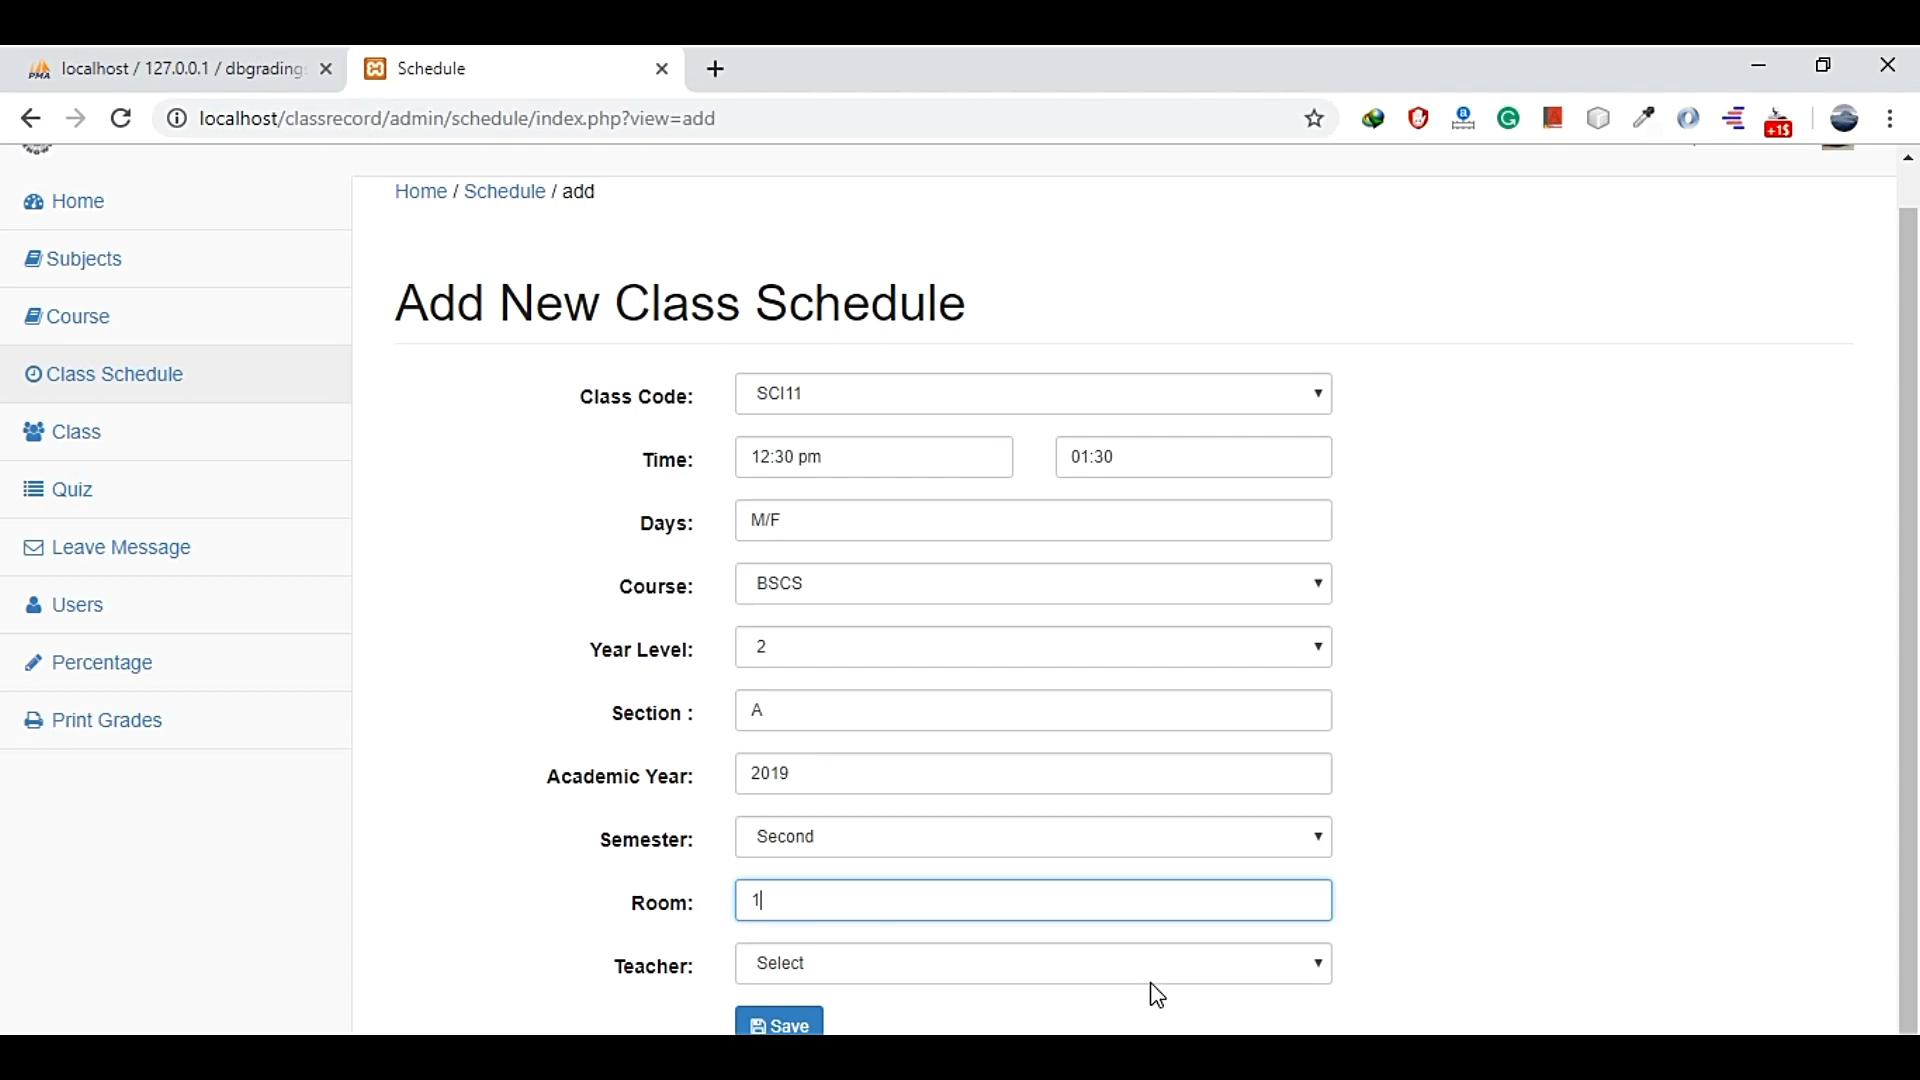 PMA localhost / 127.0.0.1 / dbgrading
Schedule
localhost/classrecord/admin/schedule/index.php?view=add
+1$
Home
Subjects
Course
Class Schedule
Class
Quiz
Leave Message
Users
Percentage
Print Grades
Home / Schedule / add
Add New Class Schedule
Class Code: SCI11
Time: 12:30 pm 01:30
Days: M/F
Course: BSCS
Year Level: 2
Section : A
Academic Year: 2019
Semester: Second
Room: 1
Teacher: Select
Save